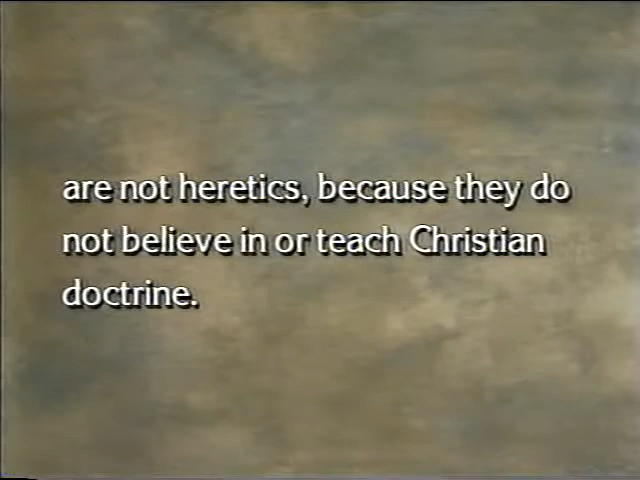 are not heretics, because they do
not believe in or teach Christian
doctrine.